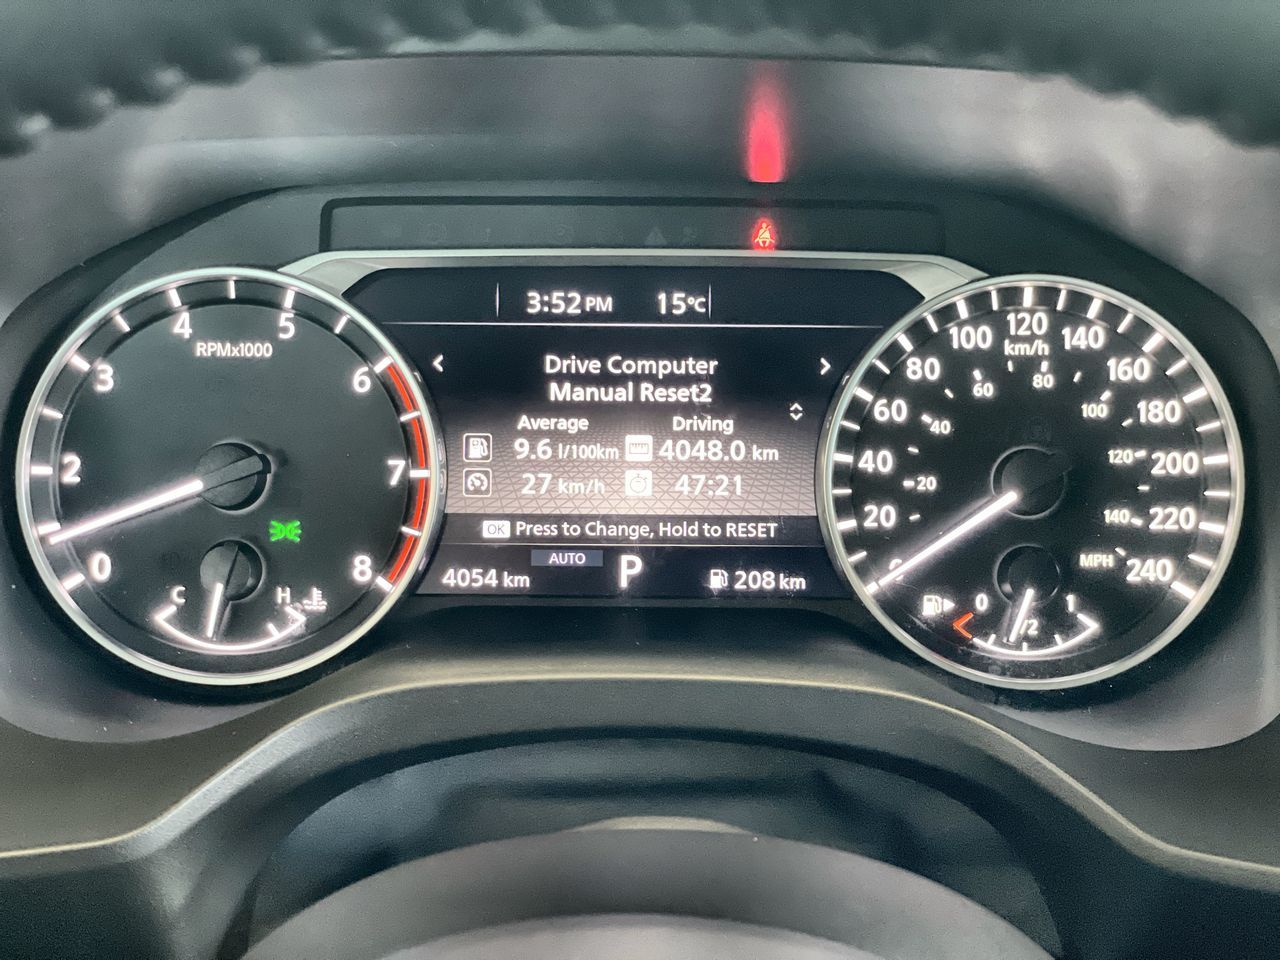 3:52 PM 15°C
Drive Computer
Manual Reset2
Average Driving
9.6 l/100km 4048.0 km
27 km/h 47:21
OK Press to Change, Hold to RESET
AUTO
4054 km P 208 km
RPMx1000
0
2
3
4
5
6
7
8
C H
km/h
0
20
40
60
80
100
120
140
160
180
200
220
240
20
40
60
80
100
120
140
MPH
0 1/2 1